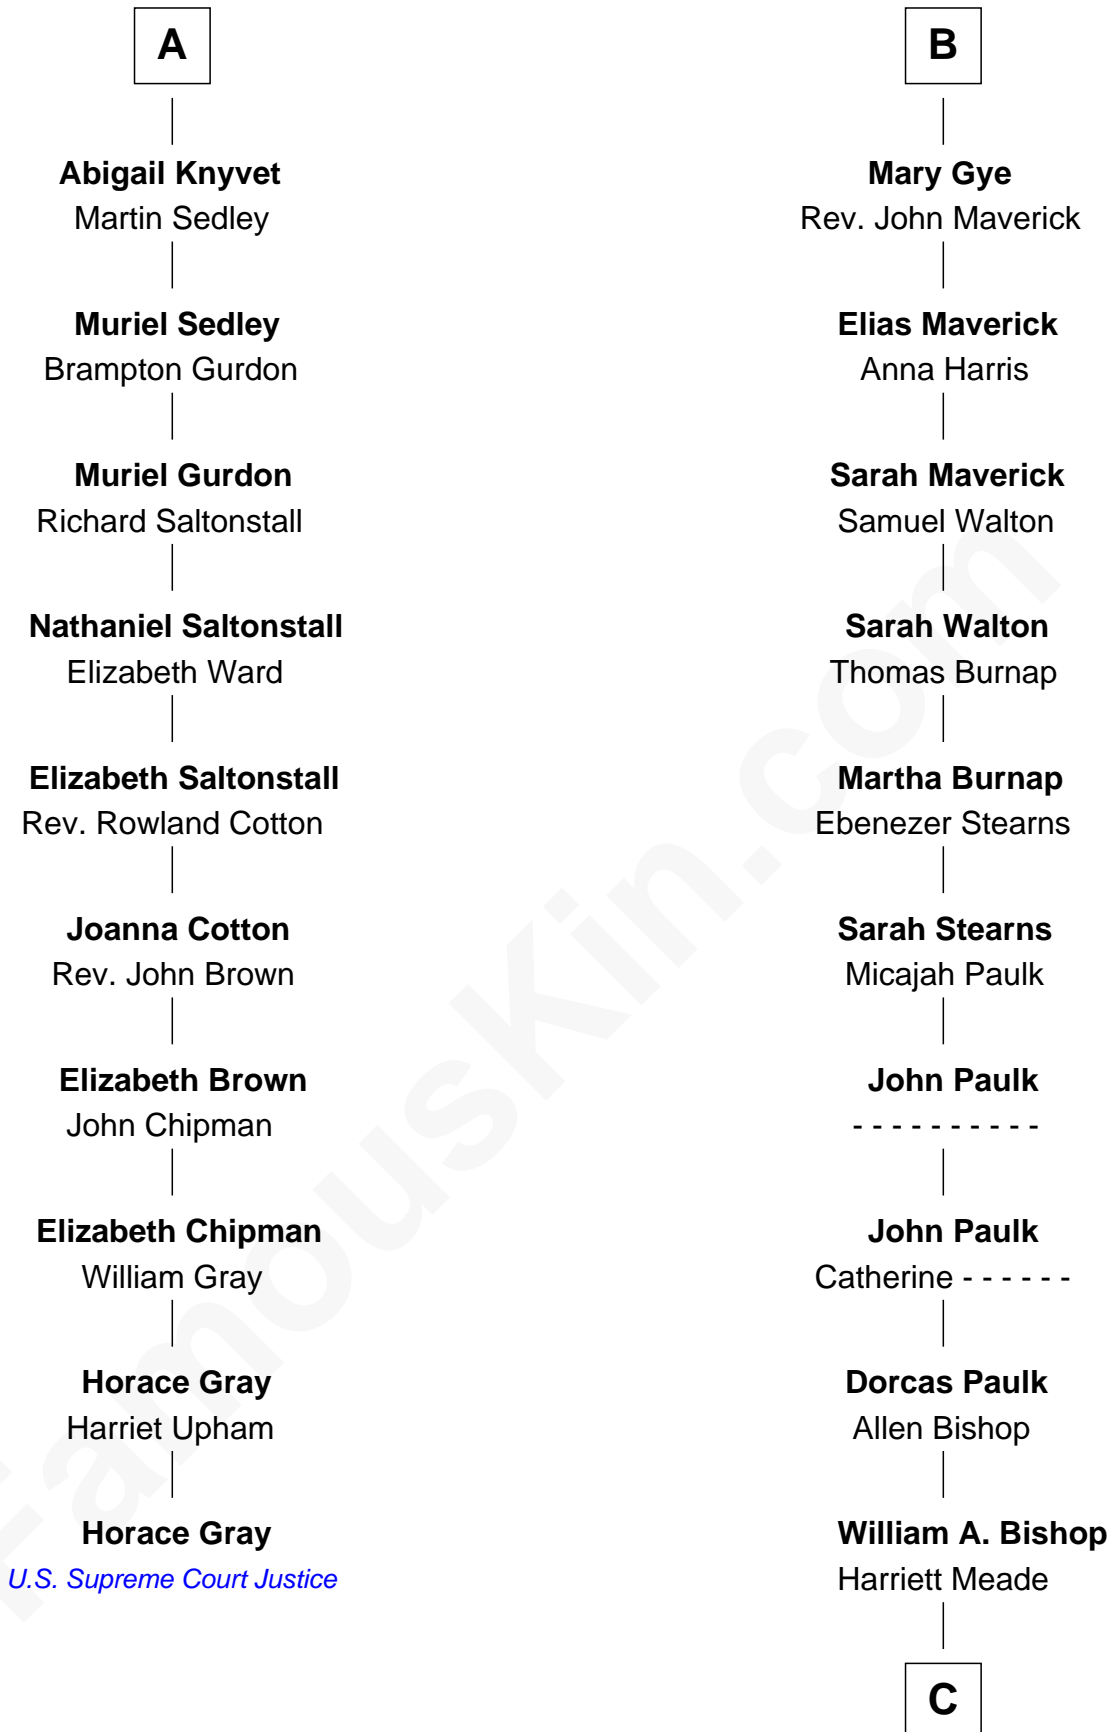 A
Abigail Knyvet
Martin Sedley
Muriel Sedley
Brampton Gurdon
Muriel Gurdon
Richard Saltonstall
Nathaniel Saltonstall
Elizabeth Ward
Elizabeth Saltonstall
Rev. Rowland Cotton
Joanna Cotton
Rev. John Brown
Elizabeth Brown
John Chipman
Elizabeth Chipman
William Gray
Horace Gray
Harriet Upham
Horace Gray
U.S. Supreme Court Justice
B
Mary Gye
Rev. John Maverick
Elias Maverick
Anna Harris
Sarah Maverick
Samuel Walton
Sarah Walton
Thomas Burnap
Martha Burnap
Ebenezer Stearns
Sarah Stearns
Micajah Paulk
John Paulk
- - - - - - - - - -
John Paulk
Catherine - - - - - -
Dorcas Paulk
Allen Bishop
William A. Bishop
Harriett Meade
C
FamousKin.com